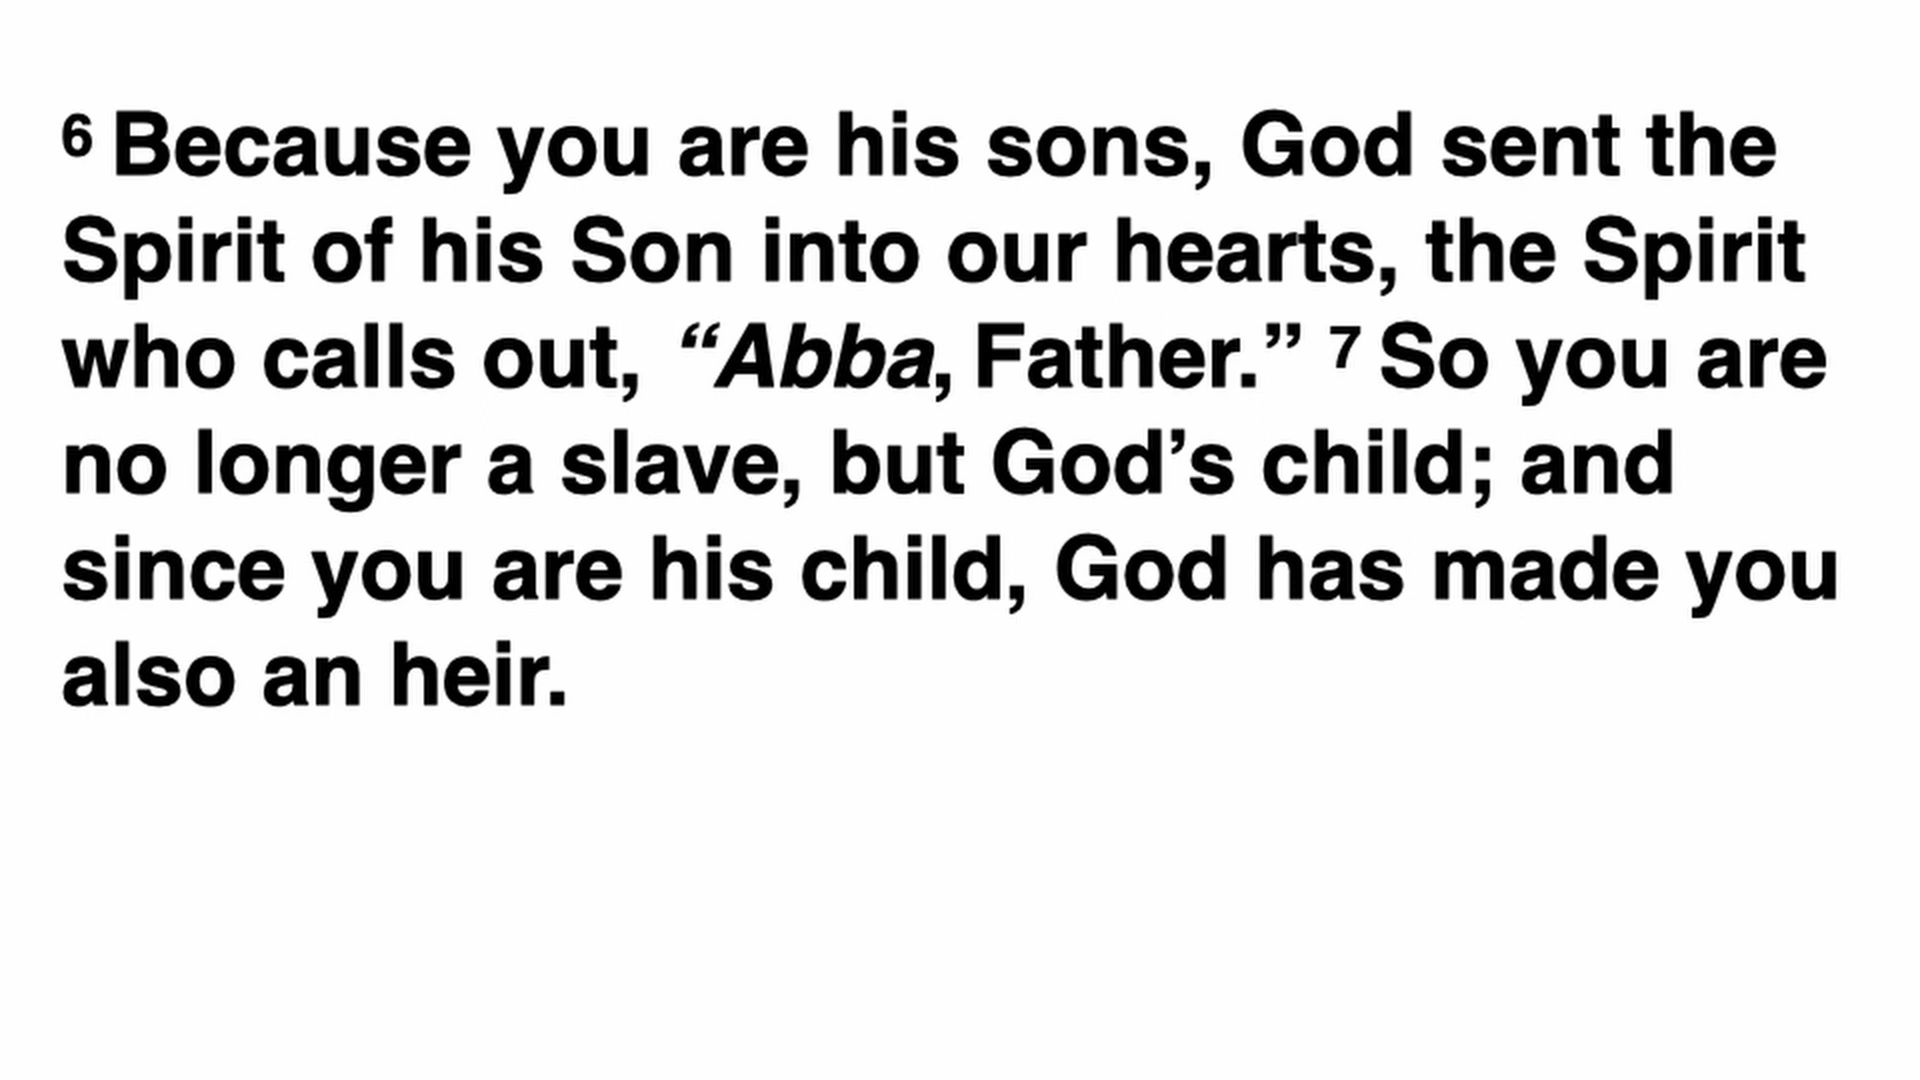 ⁶ Because you are his sons, God sent the
Spirit of his Son into our hearts, the Spirit
who calls out, “Abba, Father.” ⁷ So you are
no longer a slave, but God’s child; and
since you are his child, God has made you
also an heir.